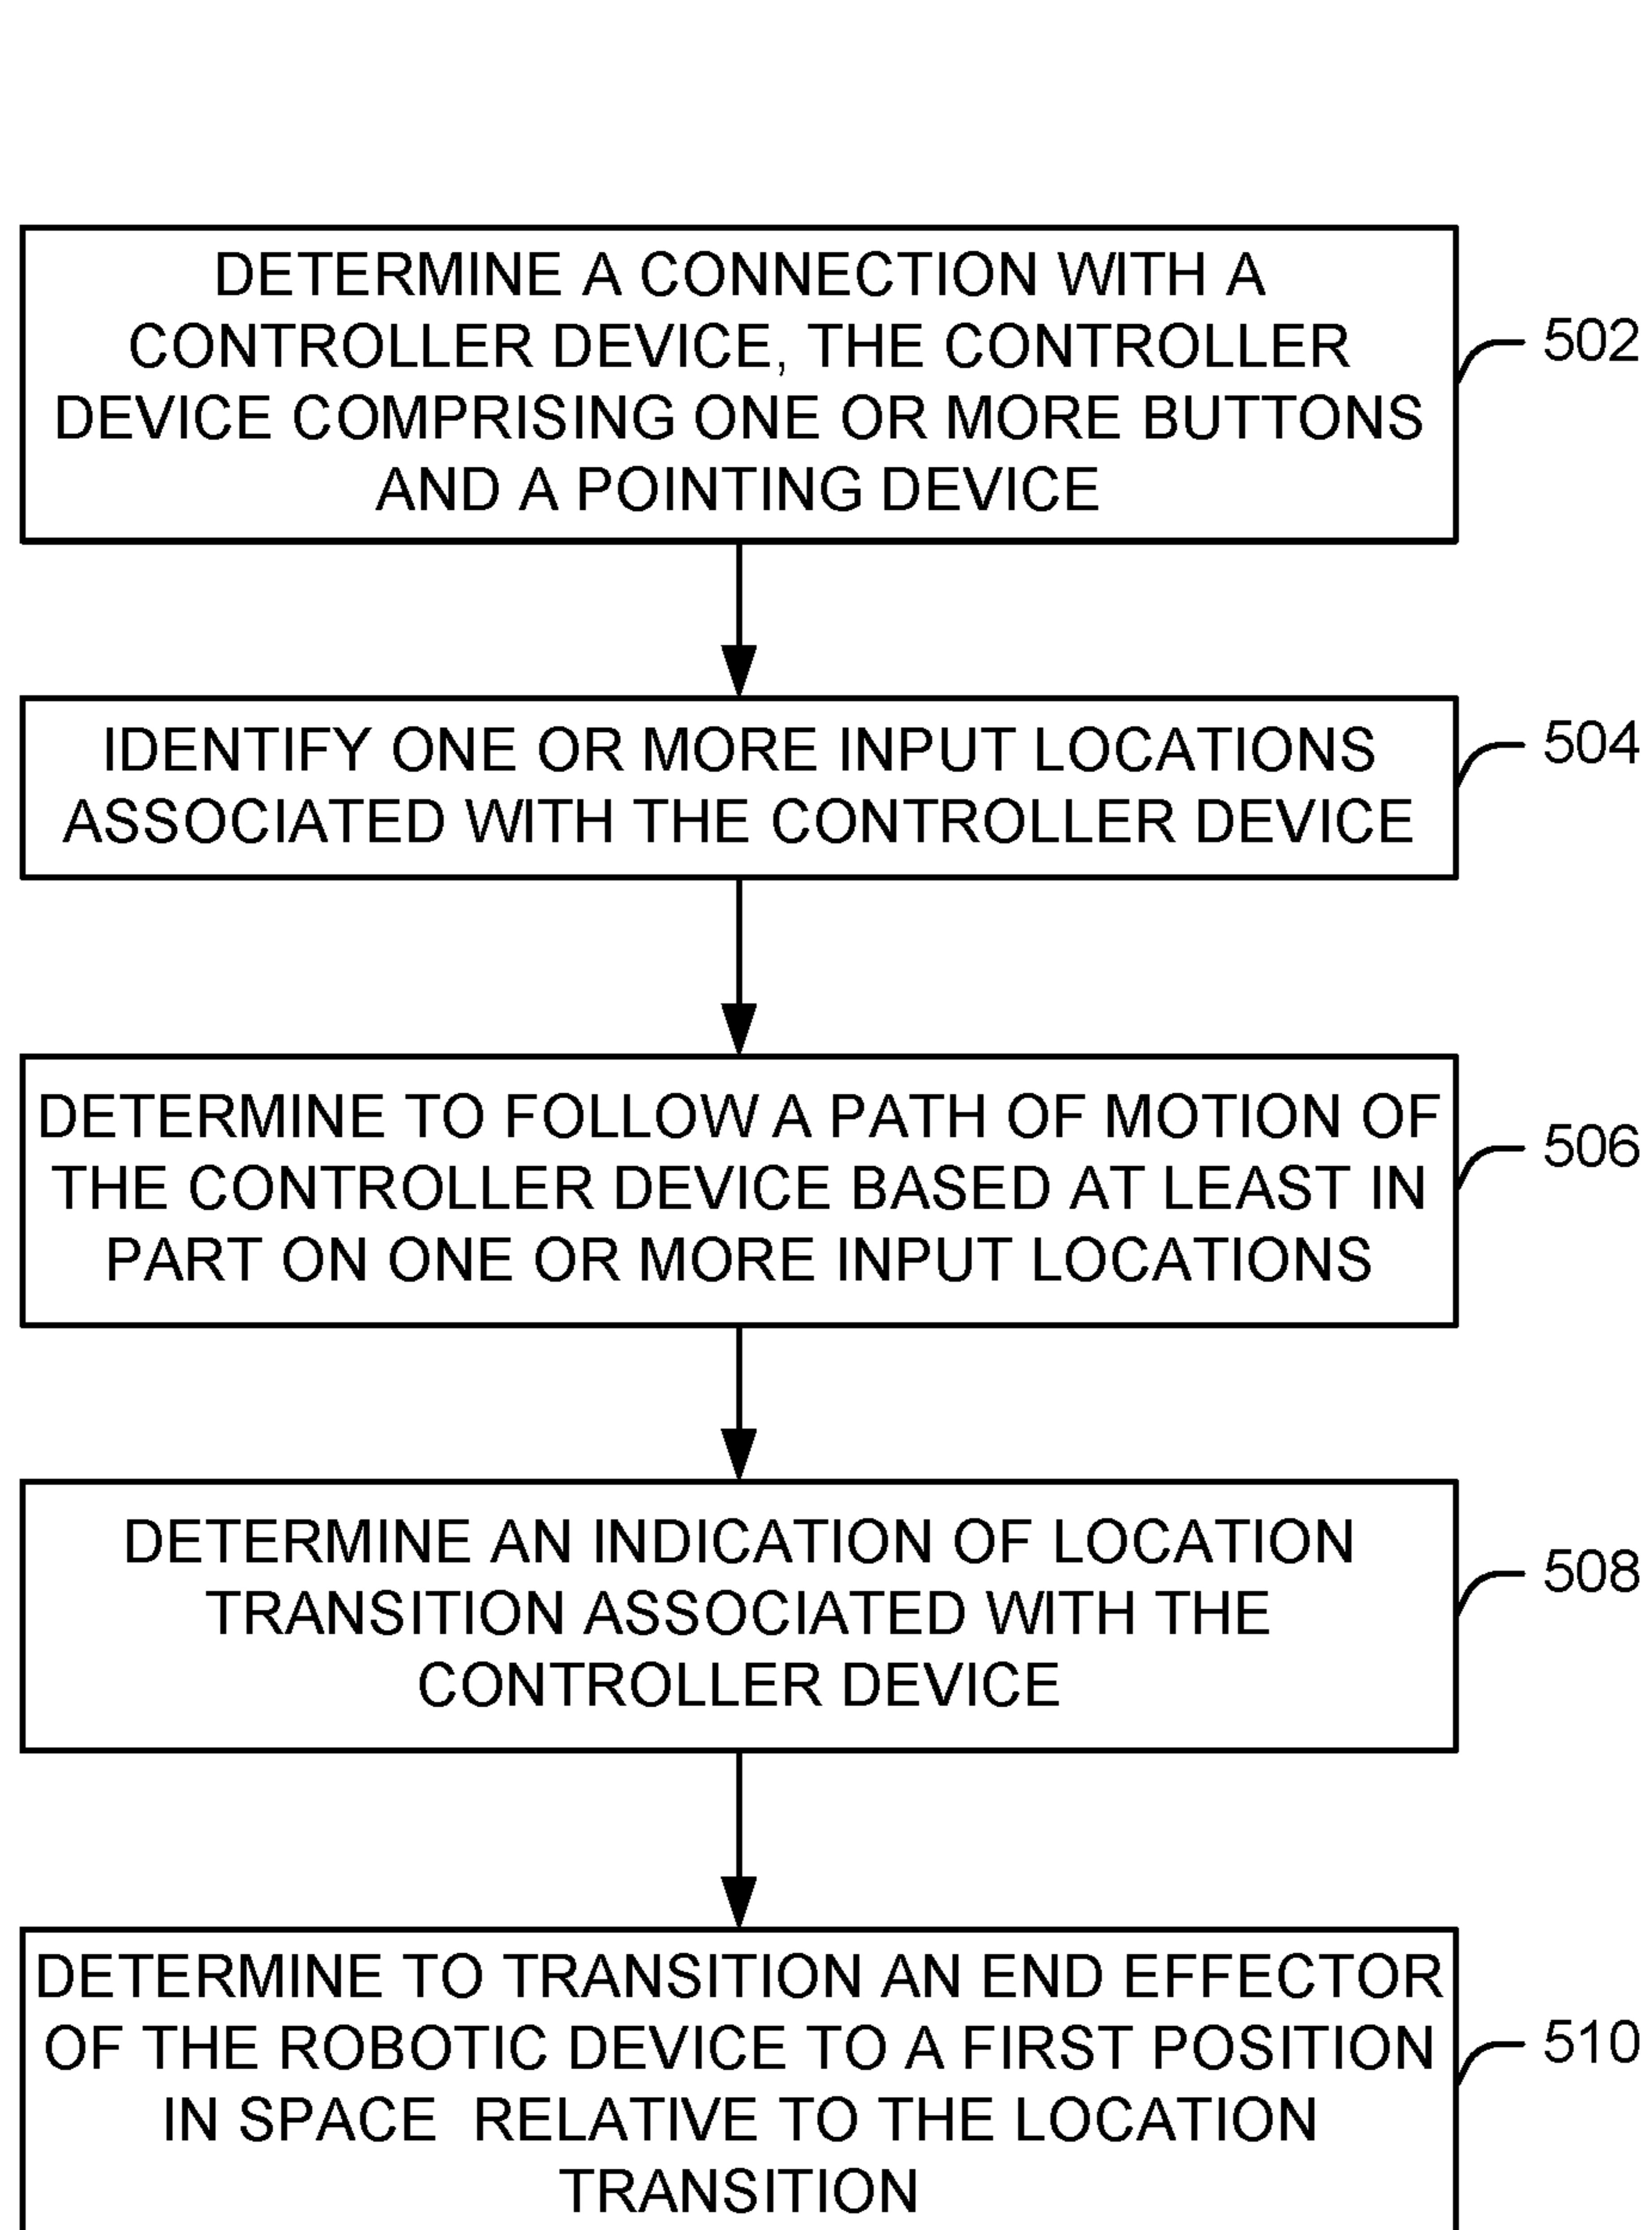 DETERMINE A CONNECTION WITH A
CONTROLLER DEVICE, THE CONTROLLER
DEVICE COMPRISING ONE OR MORE BUTTONS
AND A POINTING DEVICE
502
IDENTIFY ONE OR MORE INPUT LOCATIONS
ASSOCIATED WITH THE CONTROLLER DEVICE
504
DETERMINE TO FOLLOW A PATH OF MOTION OF
THE CONTROLLER DEVICE BASED AT LEAST IN
PART ON ONE OR MORE INPUT LOCATIONS
506
DETERMINE AN INDICATION OF LOCATION
TRANSITION ASSOCIATED WITH THE
CONTROLLER DEVICE
508
DETERMINE TO TRANSITION AN END EFFECTOR
OF THE ROBOTIC DEVICE TO A FIRST POSITION
IN SPACE RELATIVE TO THE LOCATION
TRANSITION
510